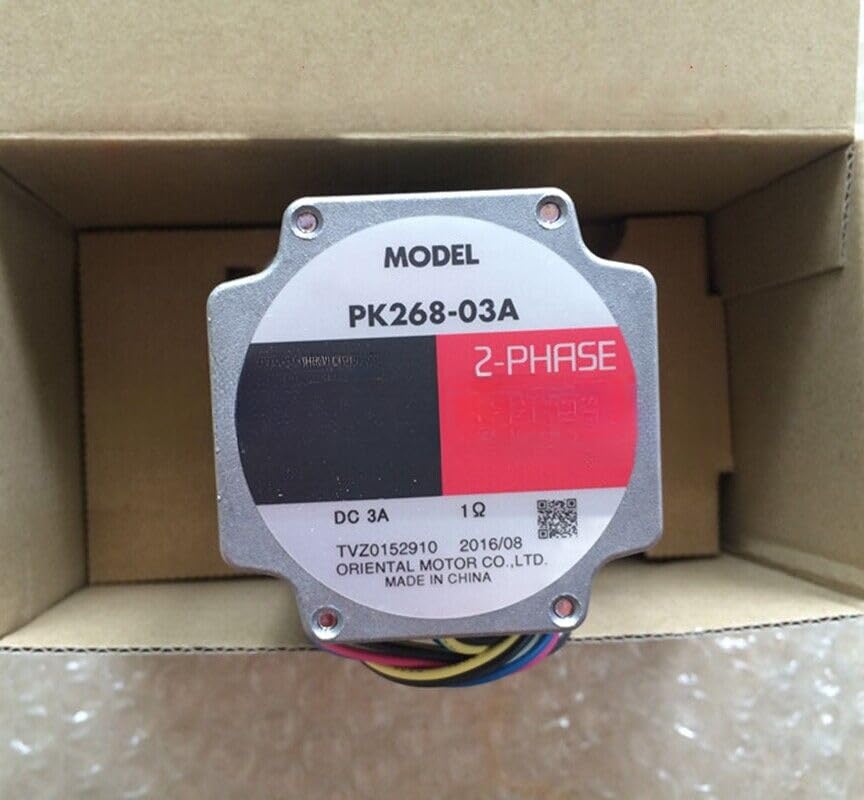 MODEL
PK268-03A
2-PHASE
DC 3A 1Ω
TVZ0152910 2016/08
ORIENTAL MOTOR CO.,LTD.
MADE IN CHINA